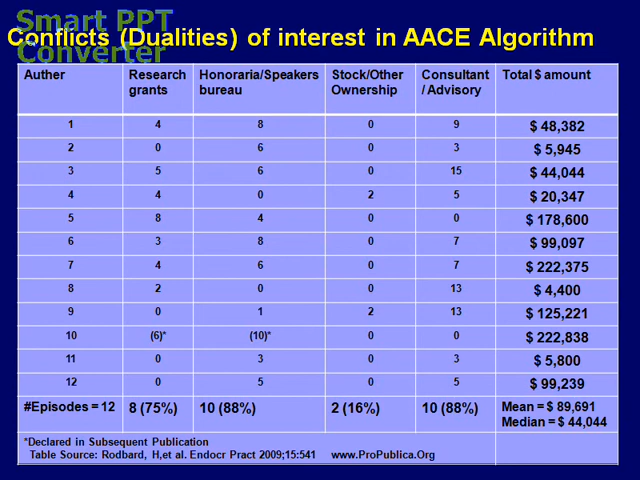 Smart PPT
Converter
Conflicts (Dualities) of interest in AACE Algorithm
Auther Research grants Honoraria/Speakers bureau Stock/Other Ownership Consultant / Advisory Total $ amount
1 4 8 0 9 $ 48,382
2 0 6 0 3 $ 5,945
3 5 6 0 15 $ 44,044
4 4 0 2 5 $ 20,347
5 8 4 0 0 $ 178,600
6 3 8 0 7 $ 99,097
7 4 6 0 7 $ 222,375
8 2 0 0 13 $ 4,400
9 0 1 2 13 $ 125,221
10 (6)* (10)* 0 0 $ 222,838
11 0 3 0 3 $ 5,800
12 0 5 0 5 $ 99,239
#Episodes = 12 8 (75%) 10 (88%) 2 (16%) 10 (88%) Mean = $ 89,691
Median = $ 44,044
*Declared in Subsequent Publication
Table Source: Rodbard, H,et al. Endocr Pract 2009;15:541 www.ProPublica.Org